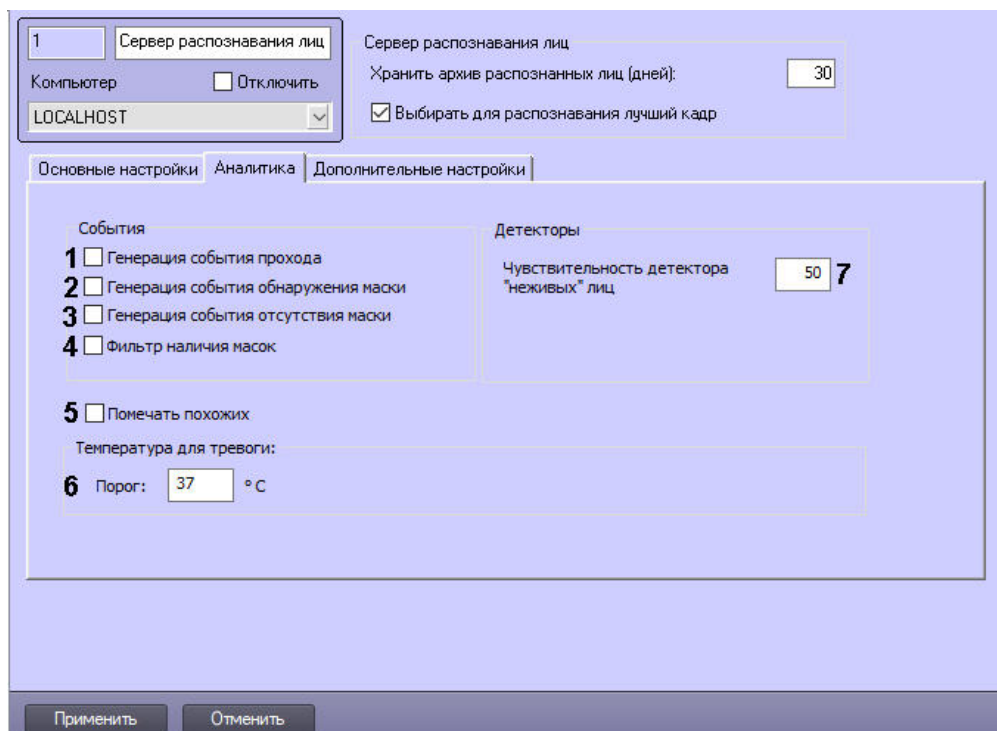 1
Сервер распознавания лиц
Компьютер
Отключить
LOCALHOST
Сервер распознавания лиц
Хранить архив распознанных лиц (дней):
30
Выбирать для распознавания лучший кадр
Основные настройки
Аналитика
Дополнительные настройки
События
1 Генерация события прохода
2 Генерация события обнаружения маски
3 Генерация события отсутствия маски
4 Фильтр наличия масок
Детекторы
Чувствительность детектора
"неживых" лиц
50 7
5 Помечать похожих
Температура для тревоги:
6 Порог: 37 ° C
Применить
Отменить